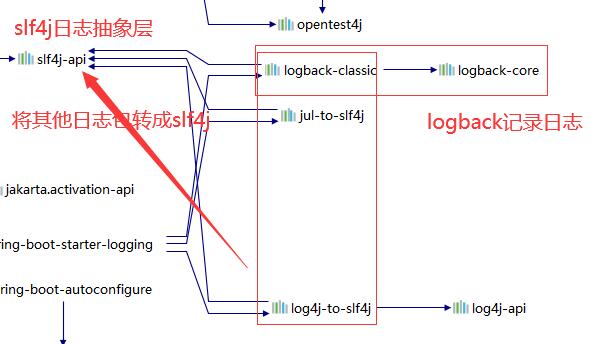 opentest4j
slf4j日志抽象层
slf4j-api
logback-classic
logback-core
将其他日志包转成slf4j
jul-to-slf4j
logback记录日志
jakarta.activation-api
ring-boot-starter-logging
ring-boot-autoconfigure
log4j-to-slf4j
log4j-api